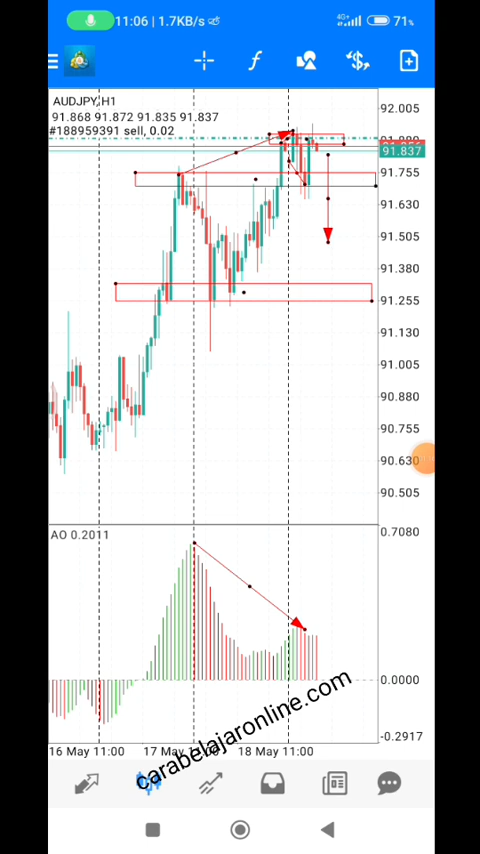 11:06 | 1.7KB/s
4G+ 71%
AUDJPY,H1
91.868 91.872 91.835 91.837
#188959391 sell, 0.02
92.005
91.837
91.755
91.630
91.505
91.380
91.255
91.130
91.005
90.880
90.755
90.630
90.505
AO 0.2011
0.7080
0.0000
-0.2917
16 May 11:00 17 May 11:00 18 May 11:00
carabelajaronline.com